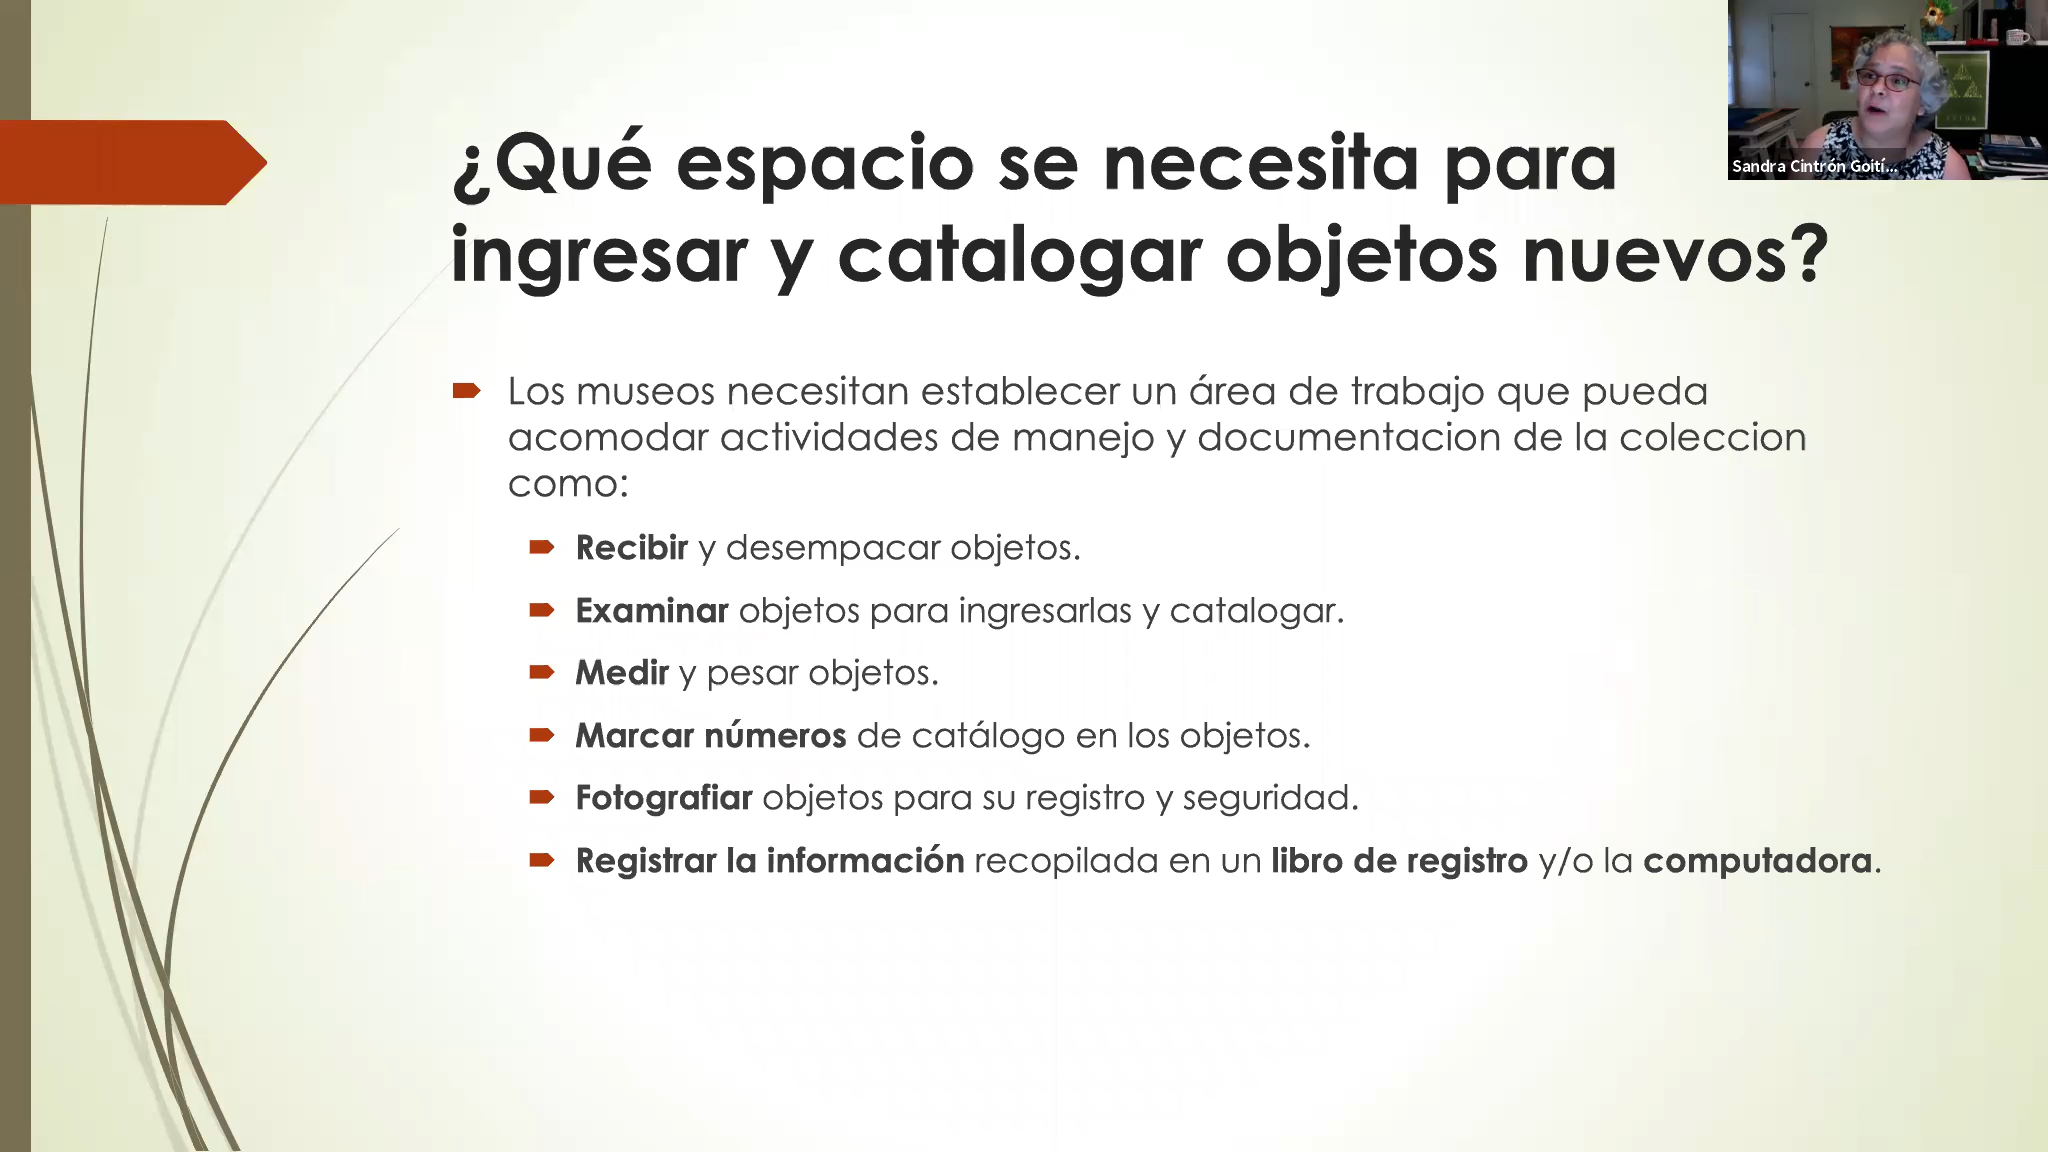 ¿Qué espacio se necesita para
ingresar y catalogar objetos nuevos?
Sandra Cintrón Goití...
Los museos necesitan establecer un área de trabajo que pueda
acomodar actividades de manejo y documentacion de la coleccion
como:
Recibir y desempacar objetos.
Examinar objetos para ingresarlas y catalogar.
Medir y pesar objetos.
Marcar números de catálogo en los objetos.
Fotografiar objetos para su registro y seguridad.
Registrar la información recopilada en un libro de registro y/o la computadora.